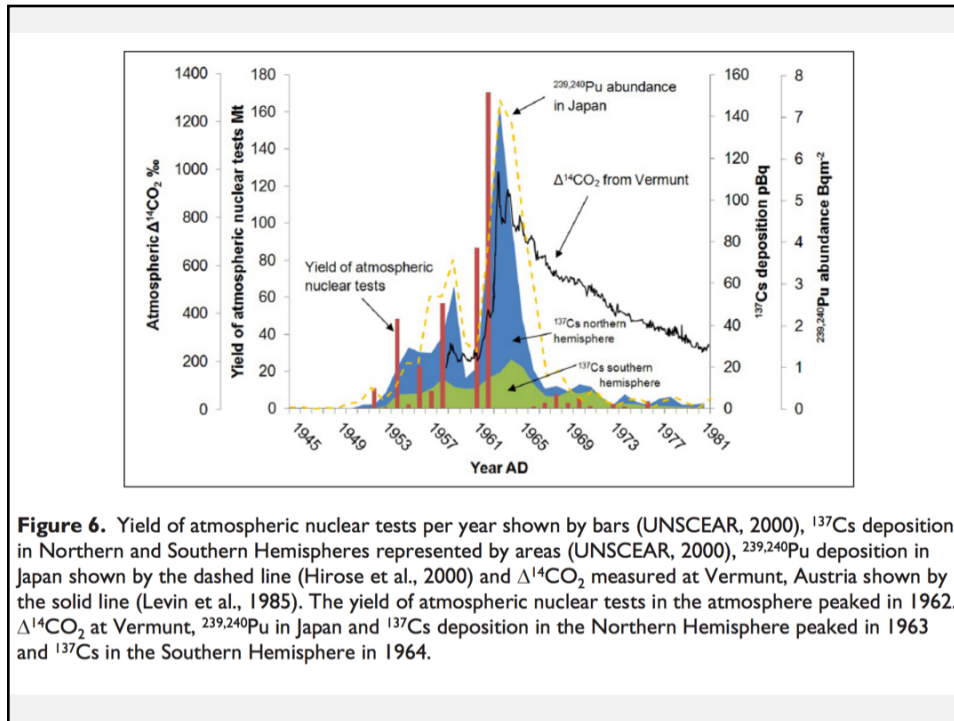 1400
1200
1000
800
600
400
200
0
Atmospheric Δ¹⁴CO₂ ‰
180
160
140
120
100
80
60
40
20
0
Yield of atmospheric nuclear tests Mt
²³⁹,²⁴⁰Pu abundance
in Japan
Δ¹⁴CO₂ from Vermunt
Yield of atmospheric
nuclear tests
¹³⁷Cs northern
hemisphere
¹³⁷Cs southern
hemisphere
160
140
120
100
80
60
40
20
0
¹³⁷Cs deposition pBq
8
7
6
5
4
3
2
1
0
²³⁹,²⁴⁰Pu abundance Bqm⁻²
1945
1949
1953
1957
1961
1965
1969
1973
1977
1981
Year AD
Figure 6. Yield of atmospheric nuclear tests per year shown by bars (UNSCEAR, 2000), ¹³⁷Cs deposition
in Northern and Southern Hemispheres represented by areas (UNSCEAR, 2000), ²³⁹,²⁴⁰Pu deposition in
Japan shown by the dashed line (Hirose et al., 2000) and Δ¹⁴CO₂ measured at Vermunt, Austria shown by
the solid line (Levin et al., 1985). The yield of atmospheric nuclear tests in the atmosphere peaked in 1962.
Δ¹⁴CO₂ at Vermunt, ²³⁹,²⁴⁰Pu in Japan and ¹³⁷Cs deposition in the Northern Hemisphere peaked in 1963
and ¹³⁷Cs in the Southern Hemisphere in 1964.